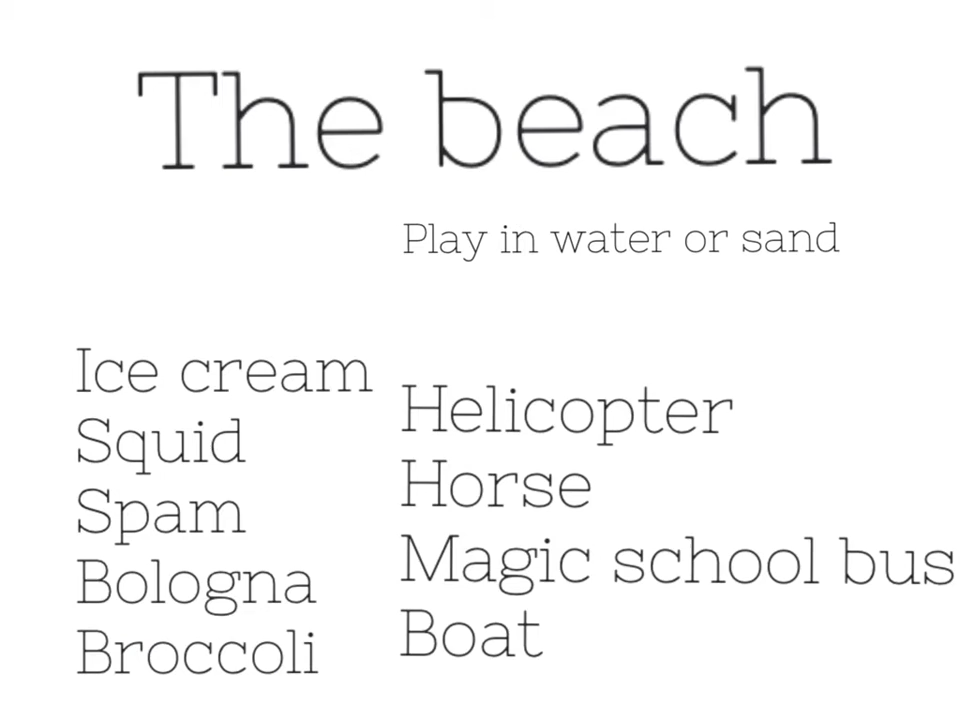 The beach
Play in water or sand
Ice cream
Squid
Spam
Bologna
Broccoli
Helicopter
Horse
Magic school bus
Boat